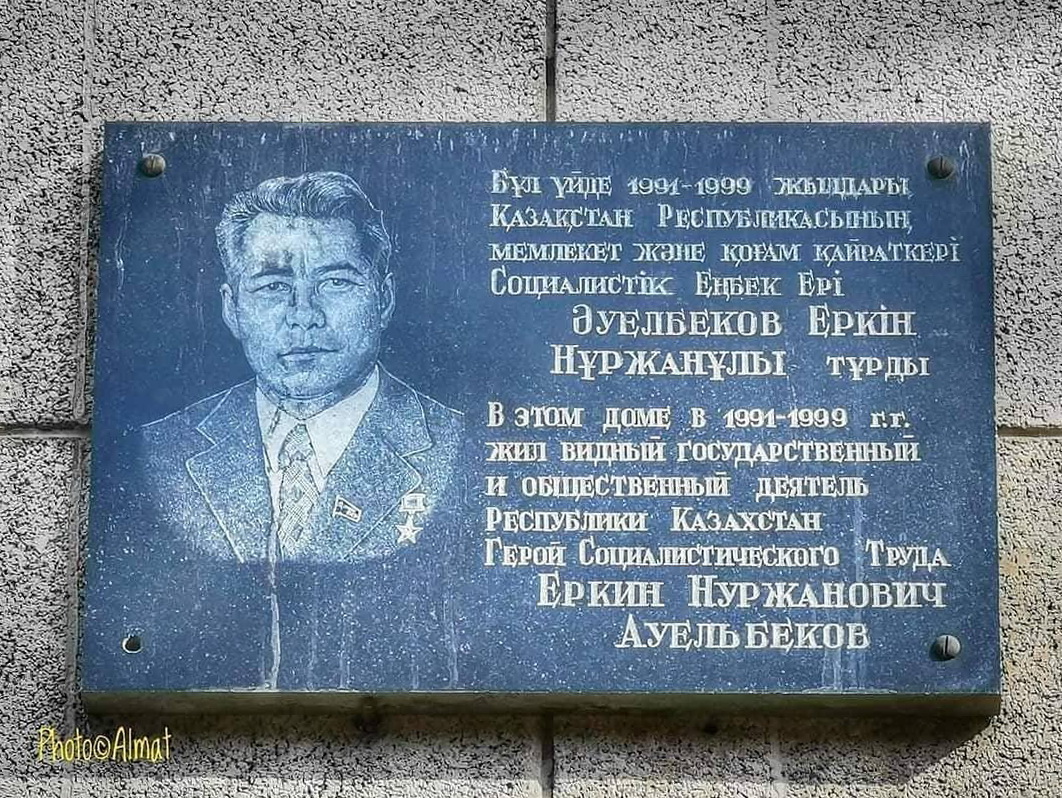 Бұл үйде 1991-1999 жылдары
Қазақстан Республикасының
мемлекет және қоғам қайраткері
Социалистік Еңбек Ері
Әуелбеков Еркін
Нұржанұлы тұрды
В этом доме в 1991-1999 г.г.
жил видный государственный
и общественный деятель
Республики Казахстан
Герой Социалистического Труда
Еркин Нуржанович
Ауельбеков
Photo©Almat